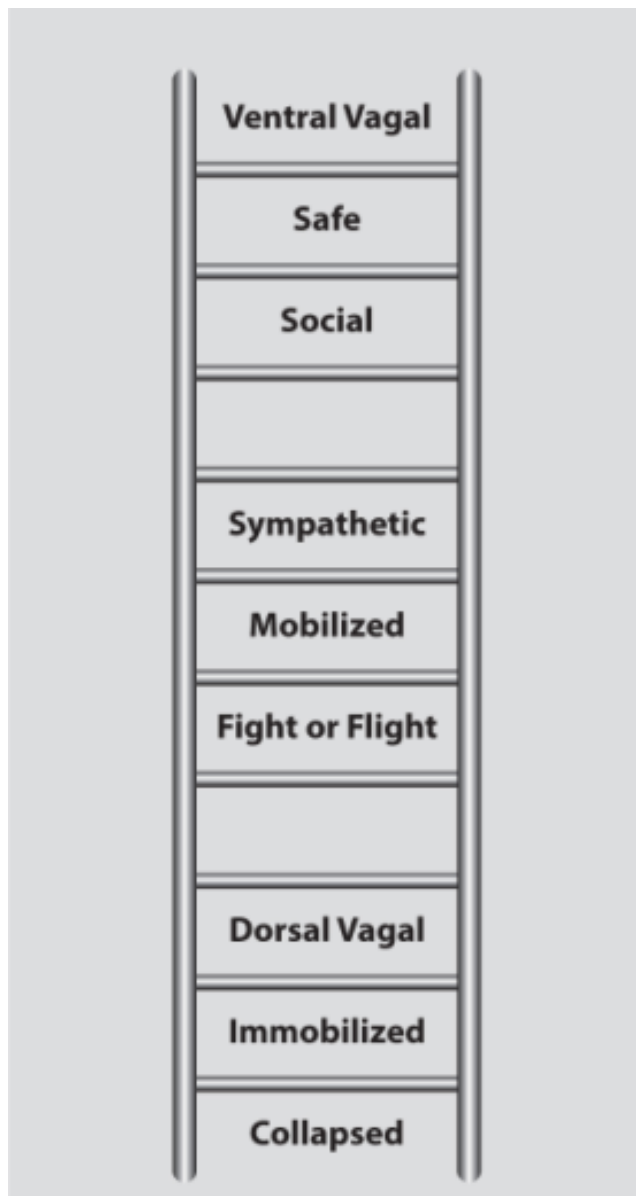 Ventral Vagal
Safe
Social
Sympathetic
Mobilized
Fight or Flight
Dorsal Vagal
Immobilized
Collapsed